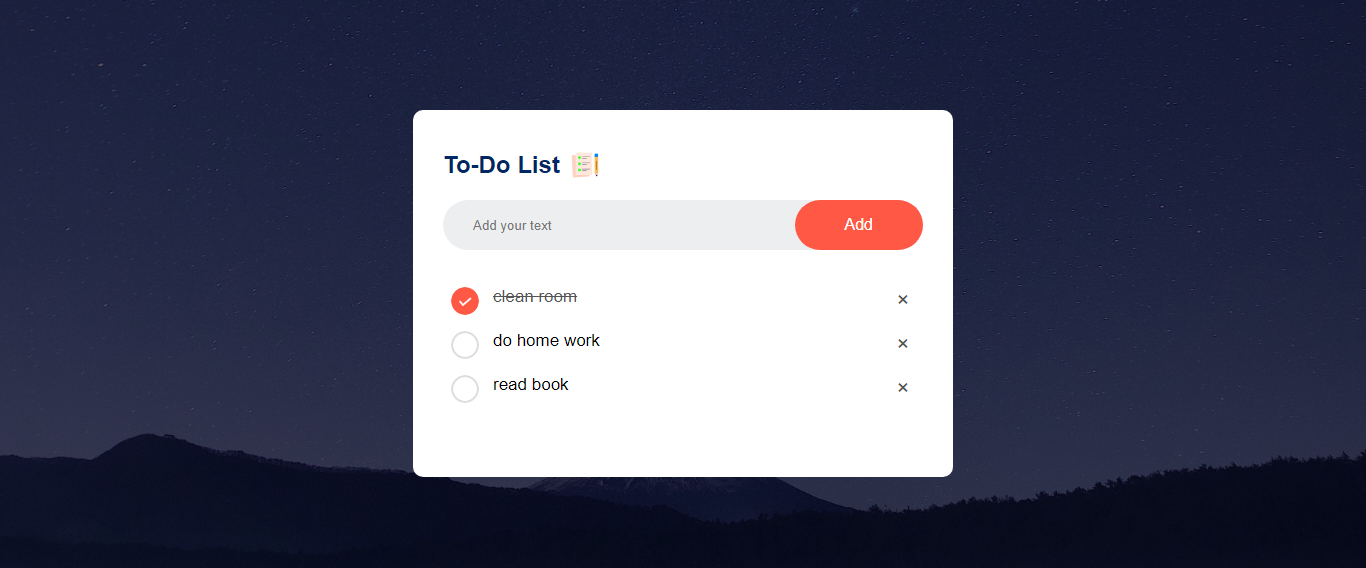 To-Do List
Add your text
Add
clean room
do home work
read book